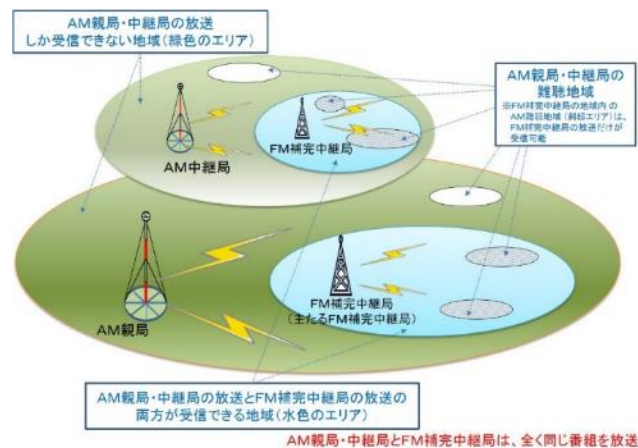 AM親局・中継局の放送
しか受信できない地域(緑色のエリア)
AM親局・中継局の
難聴地域
※FM補完中継局の地域内の
AM難聴地域(斜線エリア)は、
FM補完中継局の放送だけが
受信可能
AM中継局
FM補完中継局
AM親局
FM補完中継局
(主たるFM補完中継局)
AM親局・中継局の放送とFM補完中継局の放送の
両方が受信できる地域(水色のエリア)
AM親局・中継局とFM補完中継局は、全く同じ番組を放送